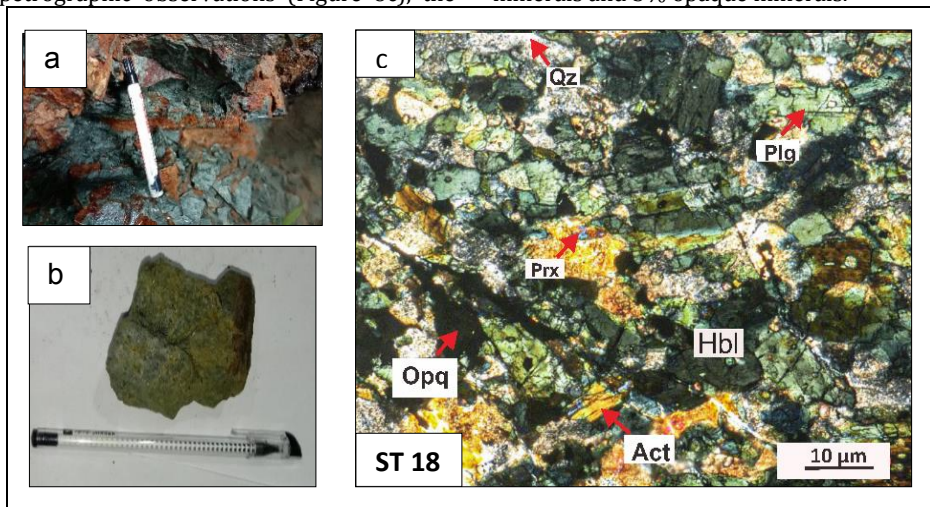 petrographic observations (Figure 8c), the minerals and 5% opaque minerals.
a
c
Qz
Plg
b
Prx
Hbl
Opq
Act
ST 18
10 µm